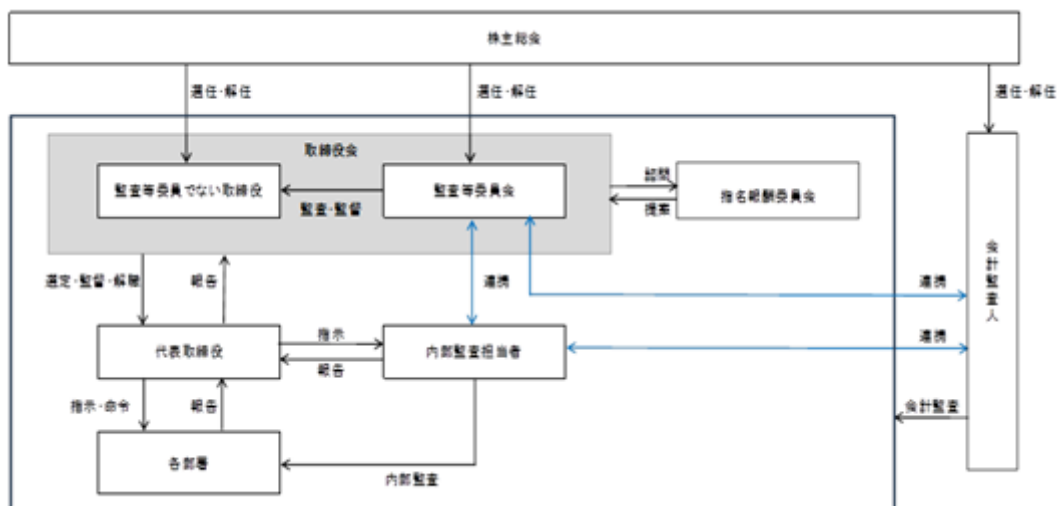 株主総会
選任・解任
選任・解任
選任・解任
取締役会
監査等委員でない取締役
監査等委員会
監査・監督
諮問
提案
指名報酬委員会
会計監査人
選定・監督・解職
報告
連携
連携
代表取締役
指示
報告
内部監査担当者
連携
指示・命令
報告
会計監査
各部署
内部監査